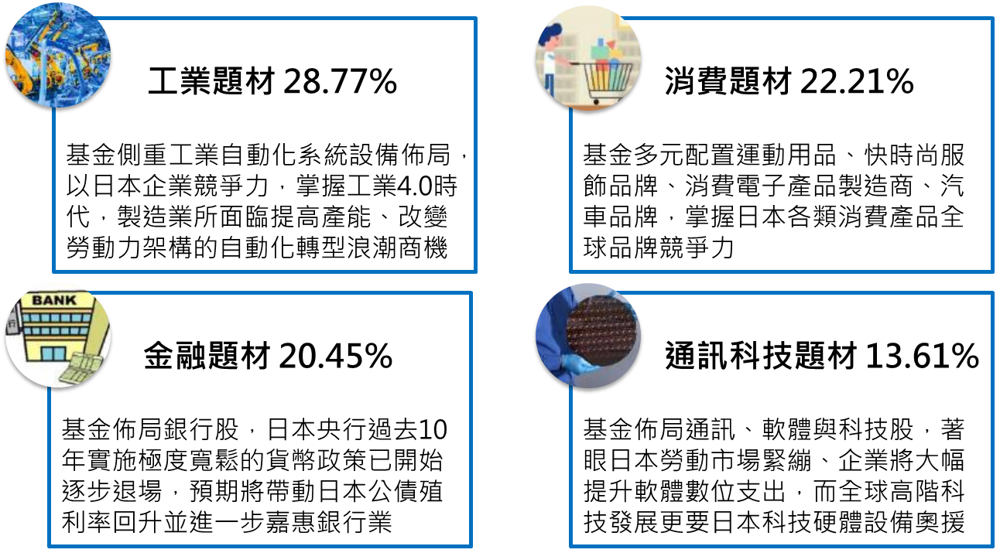 工業題材 28.77%
基金側重工業自動化系統設備佈局，
以日本企業競爭力，掌握工業4.0時
代，製造業所面臨提高產能、改變
勞動力架構的自動化轉型浪潮商機
消費題材 22.21%
基金多元配置運動用品、快時尚服
飾品牌、消費電子產品製造商、汽
車品牌，掌握日本各類消費產品全
球品牌競爭力
BANK
行
金融題材 20.45%
基金佈局銀行股，日本央行過去10
年實施極度寬鬆的貨幣政策已開始
逐步退場，預期將帶動日本公債殖
利率回升並進一步嘉惠銀行業
通訊科技題材 13.61%
基金佈局通訊、軟體與科技股，著
眼日本勞動市場緊繃、企業將大幅
提升軟體數位支出，而全球高階科
技發展更要日本科技硬體設備奧援